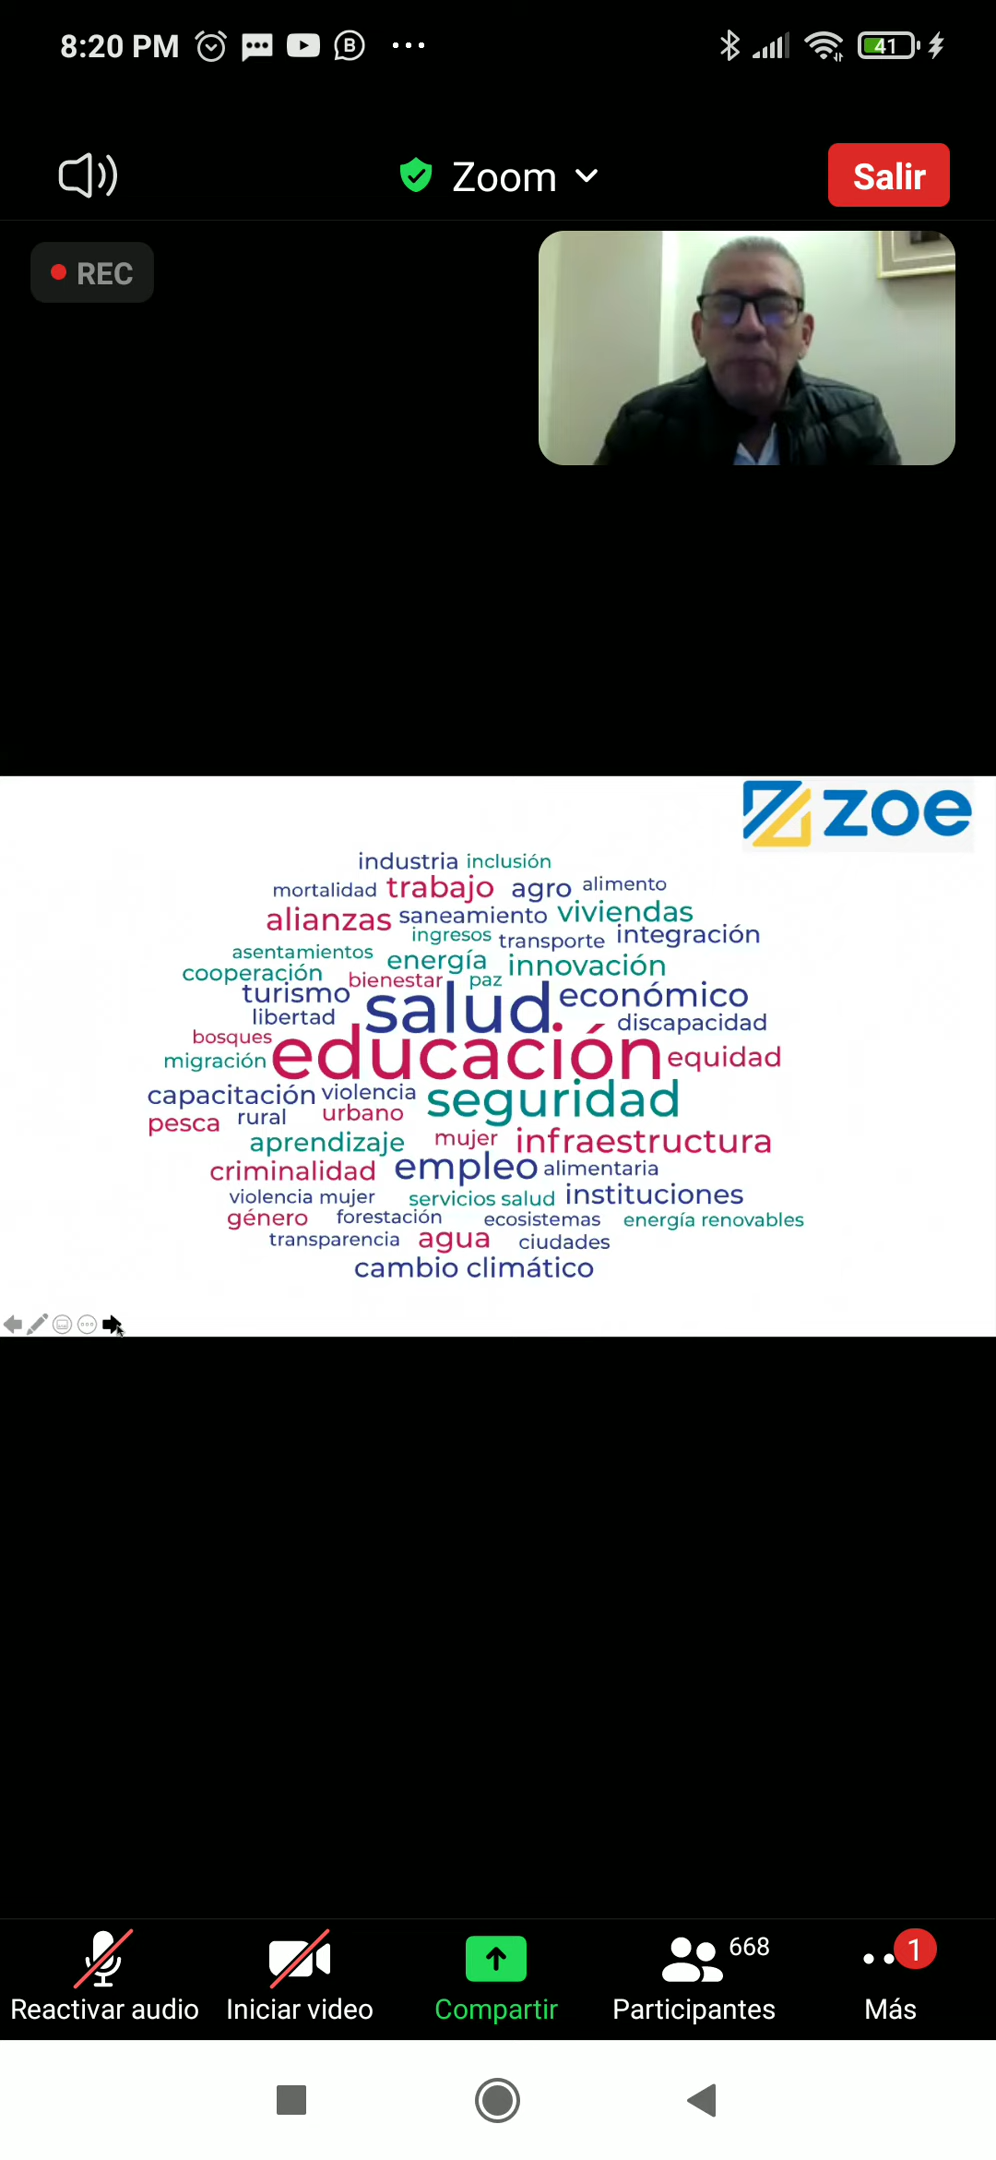 8:20 PM
41
Zoom
Salir
REC
zoe
industria inclusión
mortalidad trabajo agro alimento
alianzas saneamiento viviendas
ingresos transporte integración
asentamientos energía innovación
cooperación bienestar paz
turismo salud económico
libertad discapacidad
bosques educación equidad
migración
capacitación violencia seguridad
pesca rural urbano
aprendizaje mujer infraestructura
criminalidad empleo alimentaria
violencia mujer servicios salud instituciones
género forestación ecosistemas energía renovables
transparencia agua ciudades
cambio climático
668
1
Reactivar audio
Iniciar video
Compartir
Participantes
Más